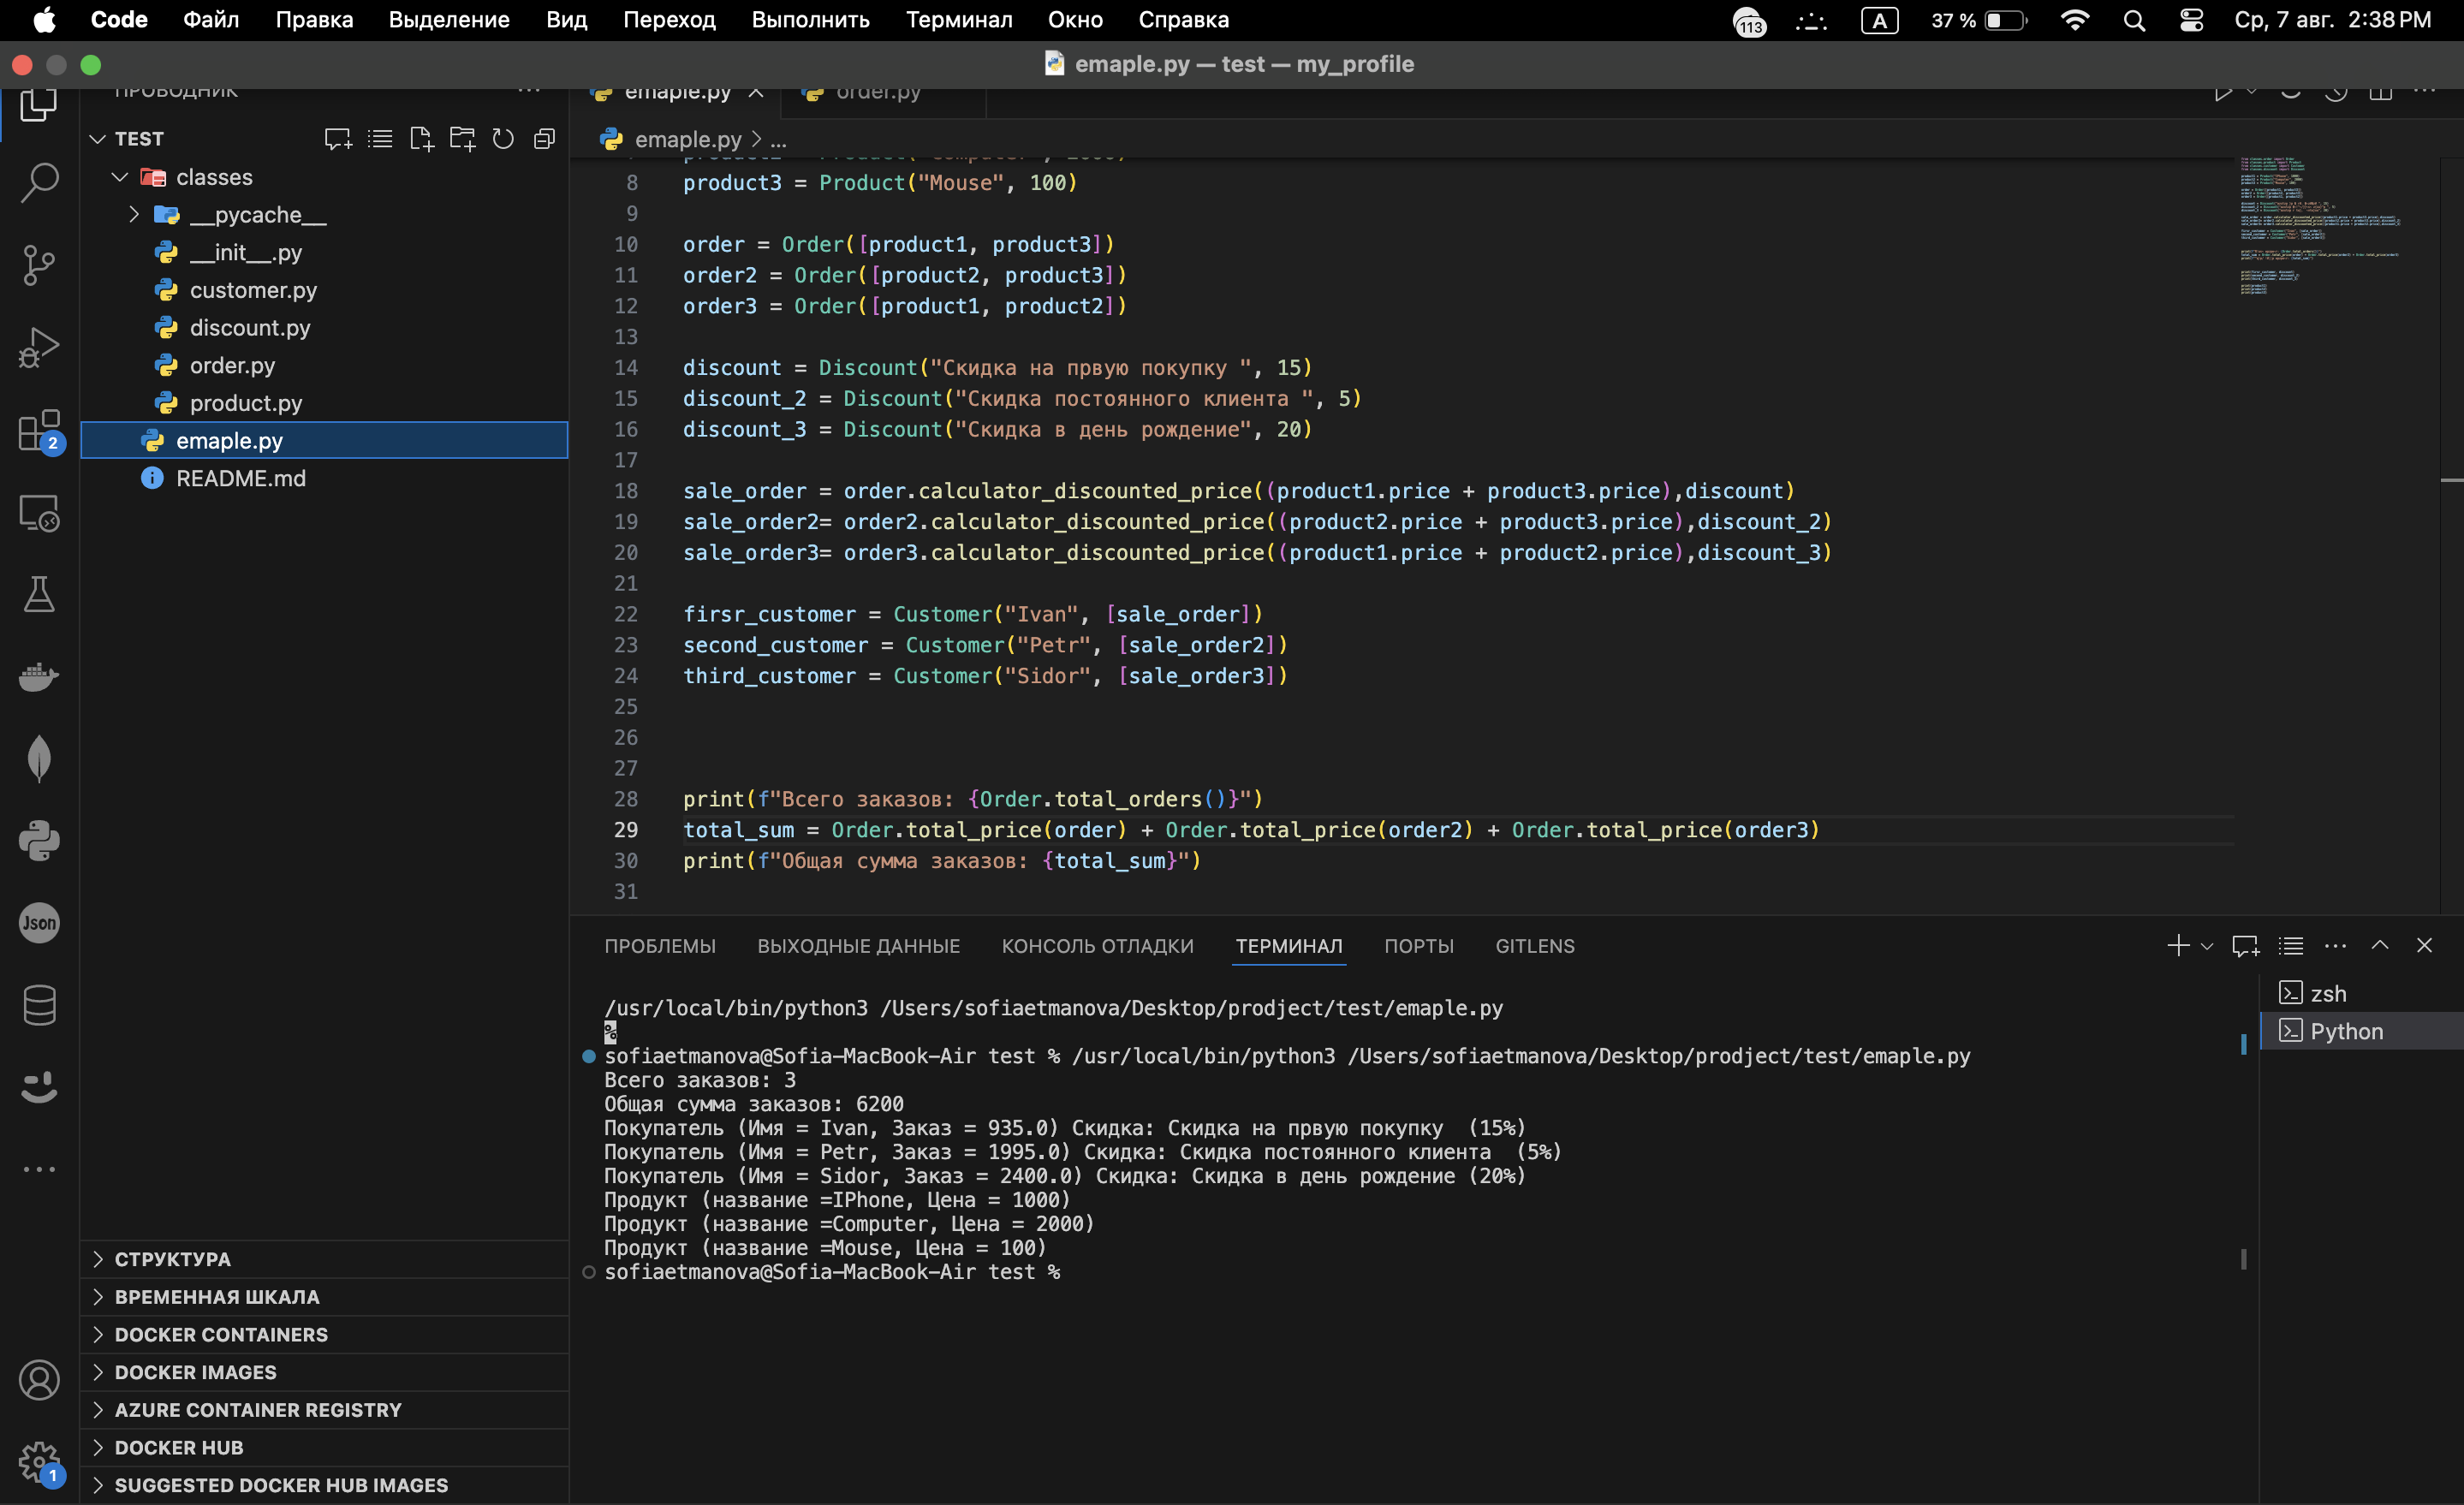 Code Файл Правка Выделение Вид Переход Выполнить Терминал Окно Справка 113 A 37 % Ср, 7 авг. 2:38 PM
emaple.py — test — my_profile
ПРОВОДНИК
TEST
classes
__pycache__
__init__.py
customer.py
discount.py
order.py
product.py
emaple.py
README.md
2
Json
1
СТРУКТУРА
ВРЕМЕННАЯ ШКАЛА
DOCKER CONTAINERS
DOCKER IMAGES
AZURE CONTAINER REGISTRY
DOCKER HUB
SUGGESTED DOCKER HUB IMAGES
emaple.py order.py
emaple.py > ...
8 product3 = Product("Mouse", 100)
9
10 order = Order([product1, product3])
11 order2 = Order([product2, product3])
12 order3 = Order([product1, product2])
13
14 discount = Discount("Скидка на првую покупку ", 15)
15 discount_2 = Discount("Скидка постоянного клиента ", 5)
16 discount_3 = Discount("Скидка в день рождение", 20)
17
18 sale_order = order.calculator_discounted_price((product1.price + product3.price),discount)
19 sale_order2= order2.calculator_discounted_price((product2.price + product3.price),discount_2)
20 sale_order3= order3.calculator_discounted_price((product1.price + product2.price),discount_3)
21
22 firsr_customer = Customer("Ivan", [sale_order])
23 second_customer = Customer("Petr", [sale_order2])
24 third_customer = Customer("Sidor", [sale_order3])
25
26
27
28 print(f"Всего заказов: {Order.total_orders()}")
29 total_sum = Order.total_price(order) + Order.total_price(order2) + Order.total_price(order3)
30 print(f"Общая сумма заказов: {total_sum}")
31
ПРОБЛЕМЫ ВЫХОДНЫЕ ДАННЫЕ КОНСОЛЬ ОТЛАДКИ ТЕРМИНАЛ ПОРТЫ GITLENS
/usr/local/bin/python3 /Users/sofiaetmanova/Desktop/prodject/test/emaple.py
%
sofiaetmanova@Sofia-MacBook-Air test % /usr/local/bin/python3 /Users/sofiaetmanova/Desktop/prodject/test/emaple.py
Всего заказов: 3
Общая сумма заказов: 6200
Покупатель (Имя = Ivan, Заказ = 935.0) Скидка: Скидка на првую покупку  (15%)
Покупатель (Имя = Petr, Заказ = 1995.0) Скидка: Скидка постоянного клиента  (5%)
Покупатель (Имя = Sidor, Заказ = 2400.0) Скидка: Скидка в день рождение (20%)
Продукт (название =IPhone, Цена = 1000)
Продукт (название =Computer, Цена = 2000)
Продукт (название =Mouse, Цена = 100)
sofiaetmanova@Sofia-MacBook-Air test %
zsh
Python